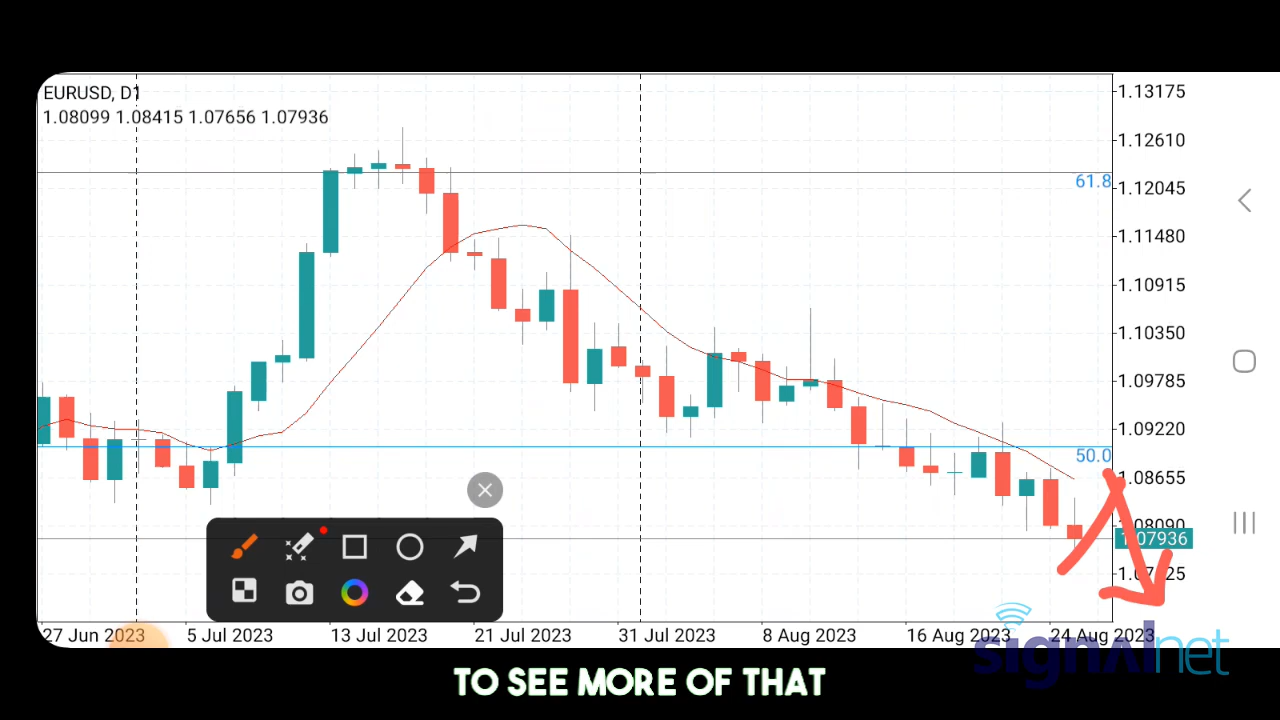 EURUSD, D1
1.08099 1.08415 1.07656 1.07936
1.13175
1.12610
61.8
1.12045
1.11480
1.10915
1.10350
1.09785
1.09220
50.0
1.08655
1.08090
1.07936
27 Jun 2023 5 Jul 2023 13 Jul 2023 21 Jul 2023 31 Jul 2023 8 Aug 2023 16 Aug 2023 24 Aug 2023
signalnet
TO SEE MORE OF THAT